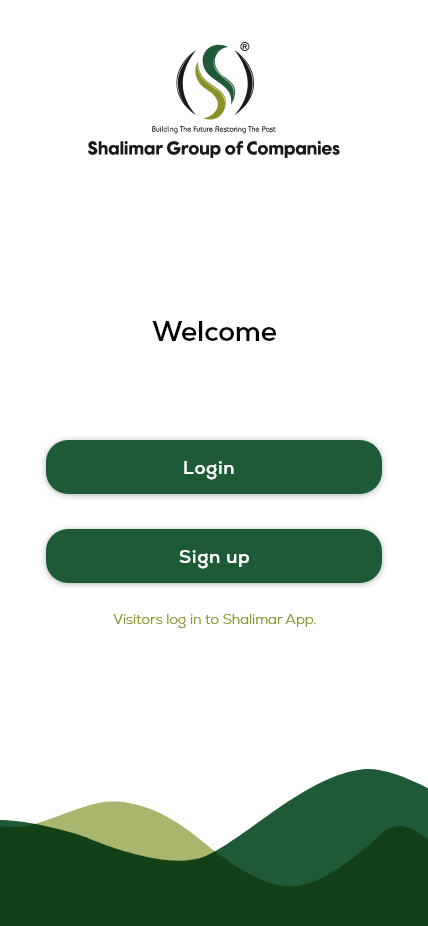 ®
Building The Future Restoring The Past
Shalimar Group of Companies
Welcome
Login
Sign up
Visitors log in to Shalimar App.